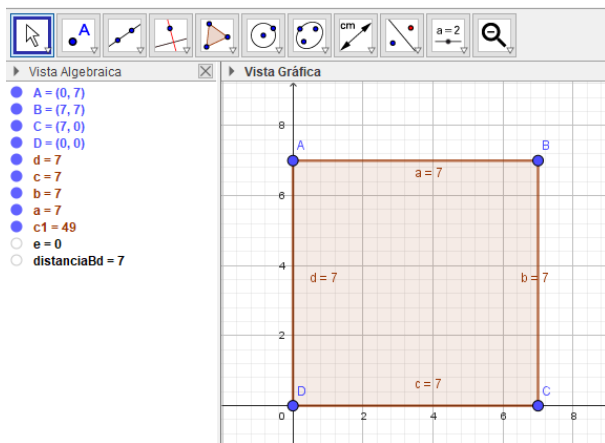 A
cm
a = 2
Vista Algebraica
Vista Gráfica
A = (0, 7)
B = (7, 7)
C = (7, 0)
D = (0, 0)
d = 7
c = 7
b = 7
a = 7
c1 = 49
e = 0
distanciaBd = 7
8
A
B
a = 7
6
4
d = 7
b = 7
2
c = 7
D
C
0
2
4
6
8